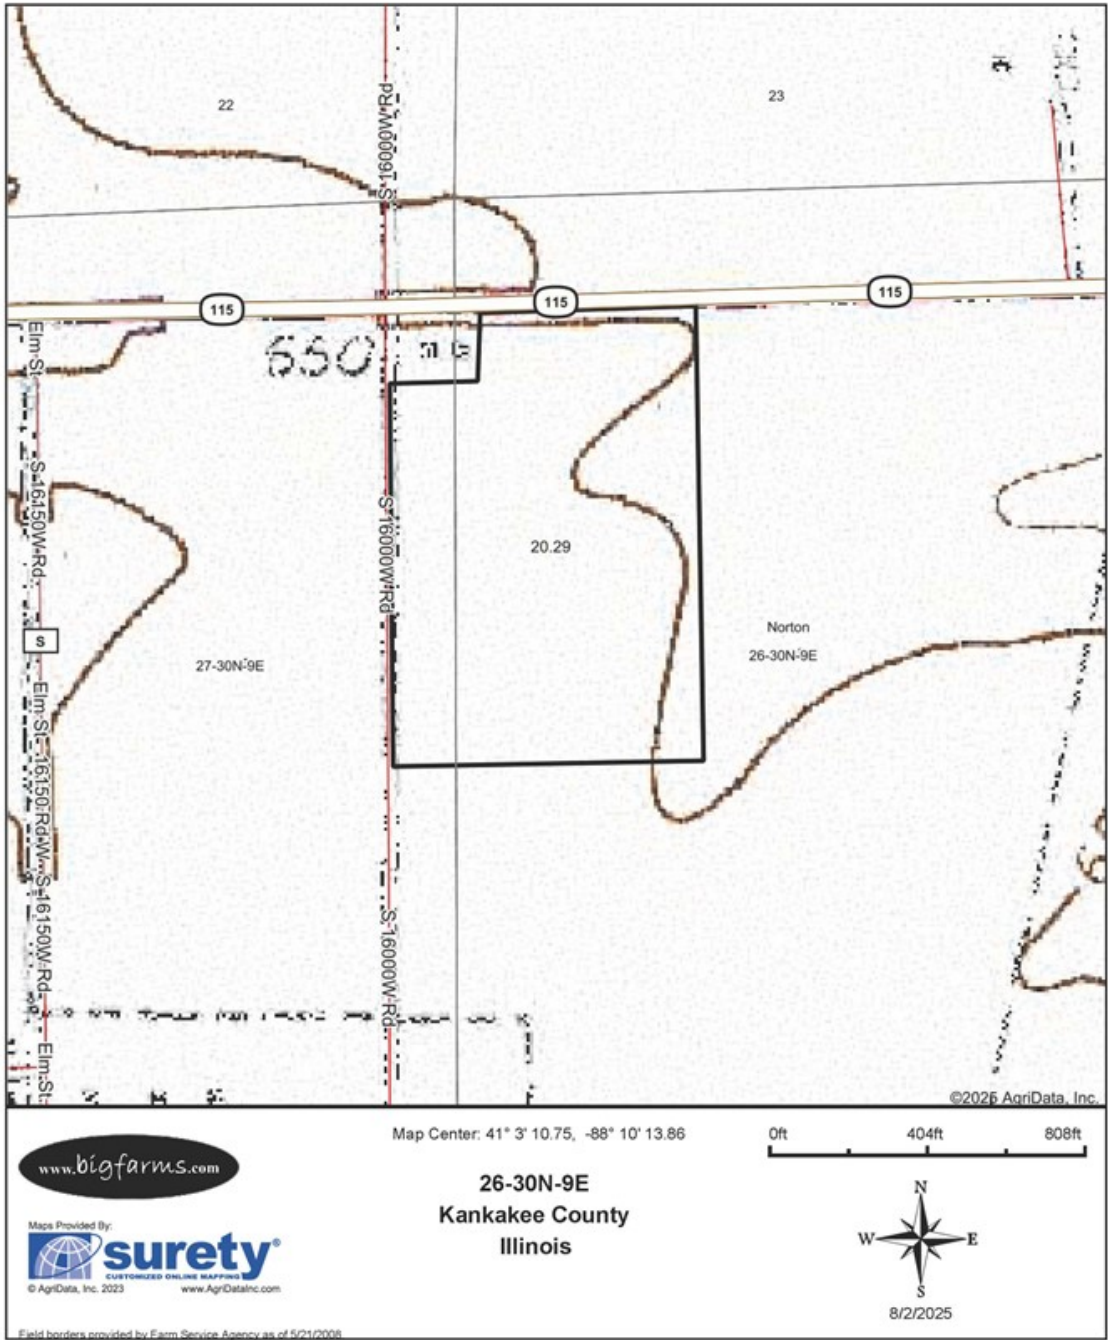 22
23
S 16000W Rd
115
115
115
Elm St
650
S 16150W Rd
S 16000W Rd
20.29
S
Norton
27-30N-9E
26-30N-9E
Elm St
S 16150W Rd
S 16000W Rd
Elm St
©2025 AgriData, Inc.
Map Center: 41° 3' 10.75, -88° 10' 13.86
0ft 404ft 808ft
www.bigfarms.com
26-30N-9E
Kankakee County
Illinois
N
W E
S
Maps Provided By:
surety®
CUSTOMIZED ONLINE MAPPING
© AgriData, Inc. 2023 www.AgriDataInc.com
8/2/2025
Field borders provided by Farm Service Agency as of 5/21/2008